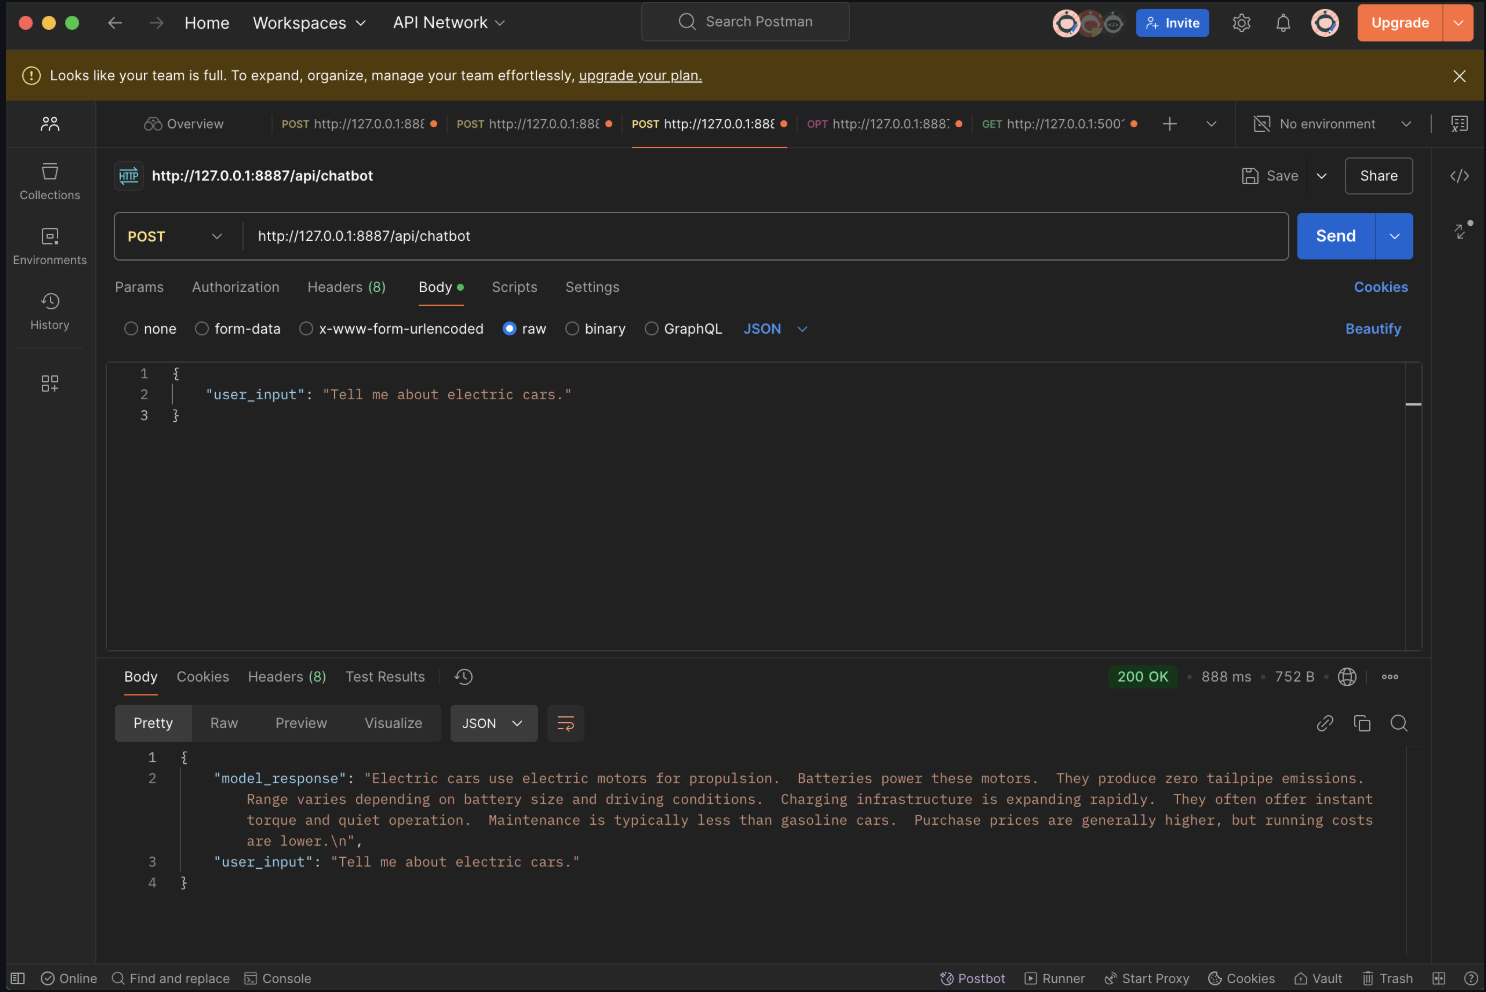 Home Workspaces API Network Search Postman Invite Upgrade
Looks like your team is full. To expand, organize, manage your team effortlessly, upgrade your plan.
Overview POST http://127.0.0.1:888 POST http://127.0.0.1:888 POST http://127.0.0.1:888 OPT http://127.0.0.1:8887 GET http://127.0.0.1:5001 No environment
Collections
Environments
History
HTTP http://127.0.0.1:8887/api/chatbot Save Share
POST http://127.0.0.1:8887/api/chatbot Send
Params Authorization Headers (8) Body Scripts Settings Cookies
none form-data x-www-form-urlencoded raw binary GraphQL JSON Beautify
1 {
2 "user_input": "Tell me about electric cars."
3 }
Body Cookies Headers (8) Test Results 200 OK 888 ms 752 B
Pretty Raw Preview Visualize JSON
1 {
2 "model_response": "Electric cars use electric motors for propulsion.  Batteries power these motors.  They produce zero tailpipe emissions.
Range varies depending on battery size and driving conditions.  Charging infrastructure is expanding rapidly.  They often offer instant
torque and quiet operation.  Maintenance is typically less than gasoline cars.  Purchase prices are generally higher, but running costs
are lower.\n",
3 "user_input": "Tell me about electric cars."
4 }
Online Find and replace Console Postbot Runner Start Proxy Cookies Vault Trash